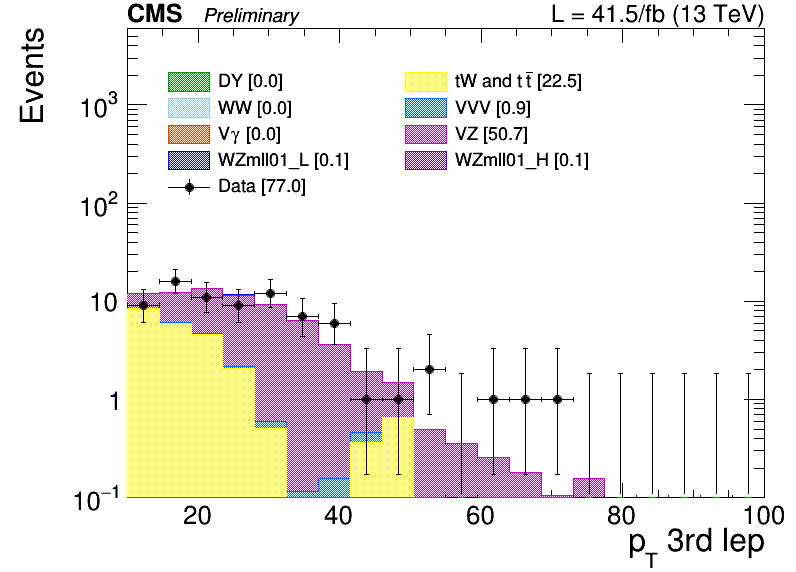 CMS Preliminary L = 41.5/fb (13 TeV)
Events
DY [0.0] tW and t t̄ [22.5]
WW [0.0] VVV [0.9]
Vγ [0.0] VZ [50.7]
WZmll01_L [0.1] WZmll01_H [0.1]
Data [77.0]
10³
10²
10
1
10⁻¹
20 40 60 80 100
p_T 3rd lep